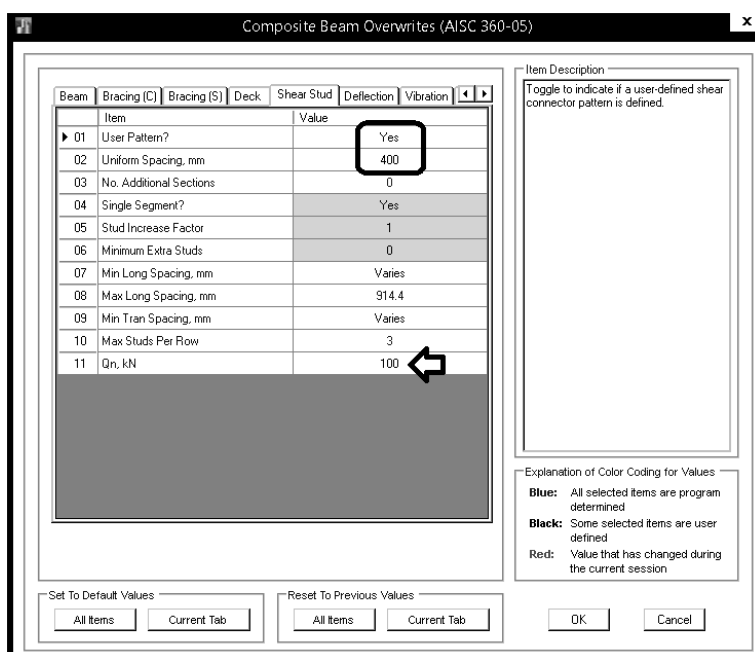 Composite Beam Overwrites (AISC 360-05)
x
Beam Bracing (C) Bracing (S) Deck Shear Stud Deflection Vibration
Item Value
01 User Pattern? Yes
02 Uniform Spacing, mm 400
03 No. Additional Sections 0
04 Single Segment? Yes
05 Stud Increase Factor 1
06 Minimum Extra Studs 0
07 Min Long Spacing, mm Varies
08 Max Long Spacing, mm 914.4
09 Min Tran Spacing, mm Varies
10 Max Studs Per Row 3
11 Qn, kN 100
Item Description
Toggle to indicate if a user-defined shear
connector pattern is defined.
Explanation of Color Coding for Values
Blue: All selected items are program
determined
Black: Some selected items are user
defined
Red: Value that has changed during
the current session
Set To Default Values
All Items Current Tab
Reset To Previous Values
All Items Current Tab
OK Cancel